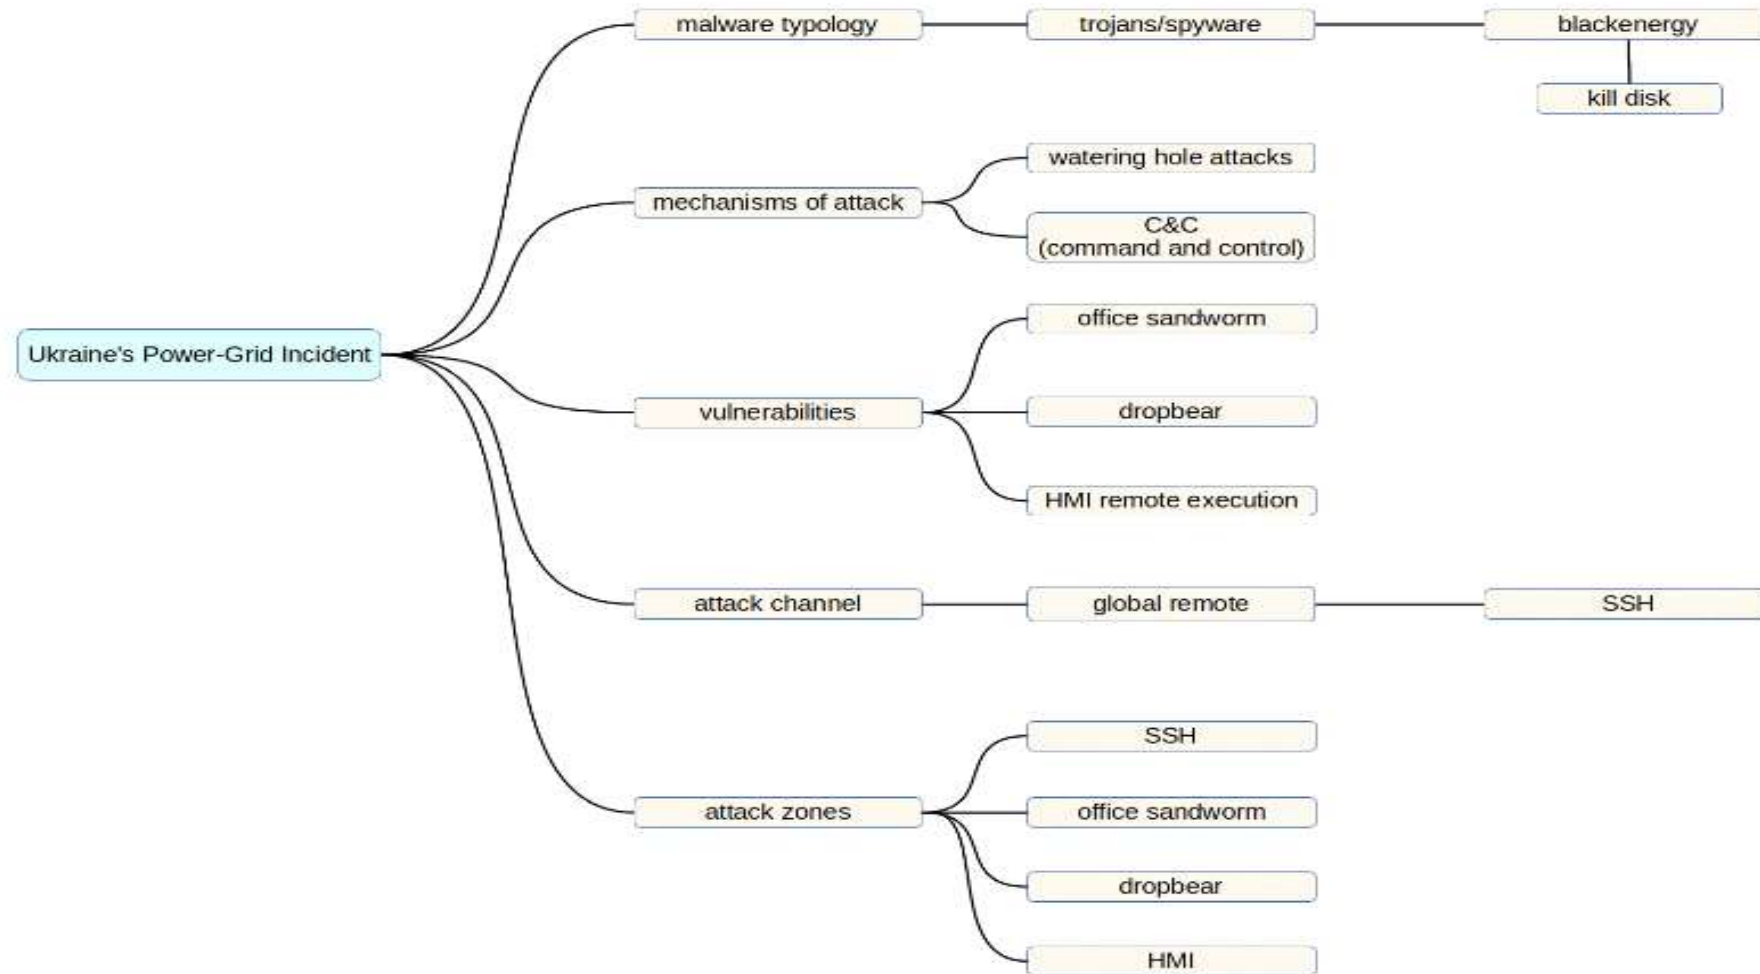 malware typology
trojans/spyware
blackenergy
kill disk
watering hole attacks
mechanisms of attack
C&C
(command and control)
office sandworm
Ukraine's Power-Grid Incident
vulnerabilities
dropbear
HMI remote execution
attack channel
global remote
SSH
SSH
attack zones
office sandworm
dropbear
HMI